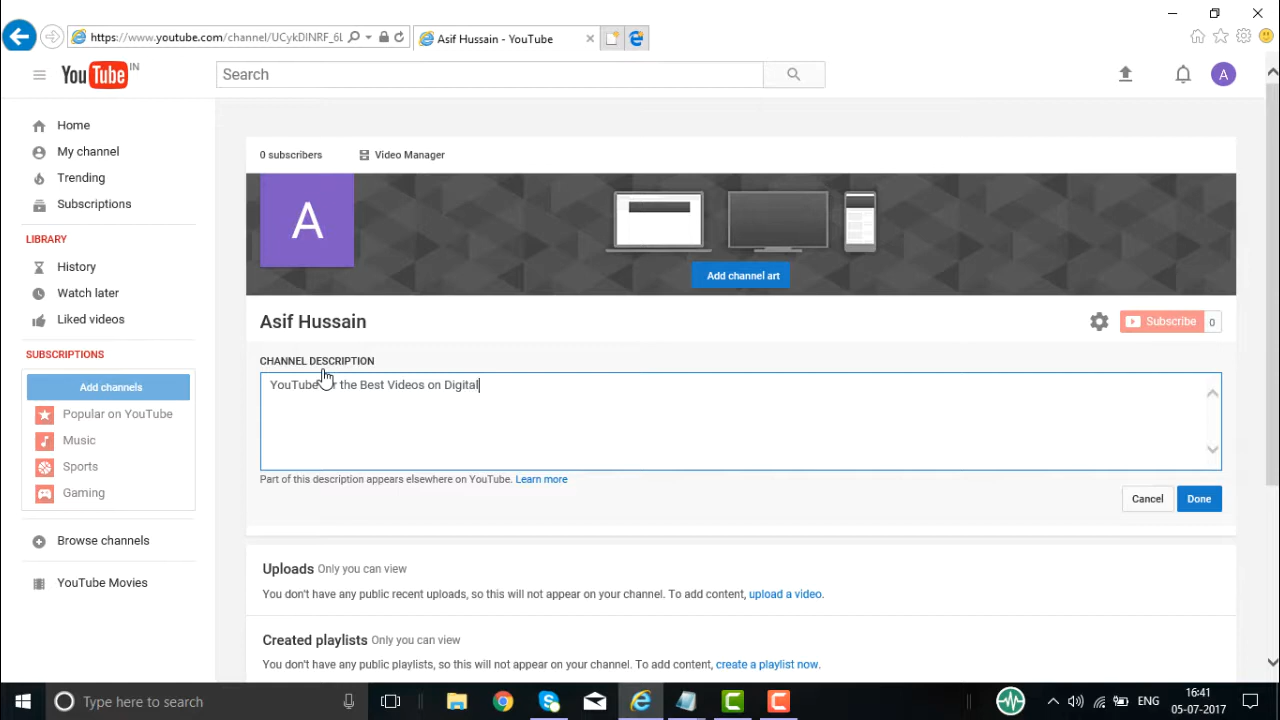 https://www.youtube.com/channel/UCykDINRF_6L
Asif Hussain - YouTube
YouTube IN
Search
A
Home
My channel
Trending
Subscriptions
LIBRARY
History
Watch later
Liked videos
SUBSCRIPTIONS
Add channels
Popular on YouTube
Music
Sports
Gaming
Browse channels
YouTube Movies
0 subscribers
Video Manager
A
Add channel art
Asif Hussain
Subscribe 0
CHANNEL DESCRIPTION
YouTube the Best Videos on Digital
Part of this description appears elsewhere on YouTube. Learn more
Cancel
Done
Uploads Only you can view
You don't have any public recent uploads, so this will not appear on your channel. To add content, upload a video.
Created playlists Only you can view
You don't have any public playlists, so this will not appear on your channel. To add content, create a playlist now.
Type here to search
ENG
16:41
05-07-2017